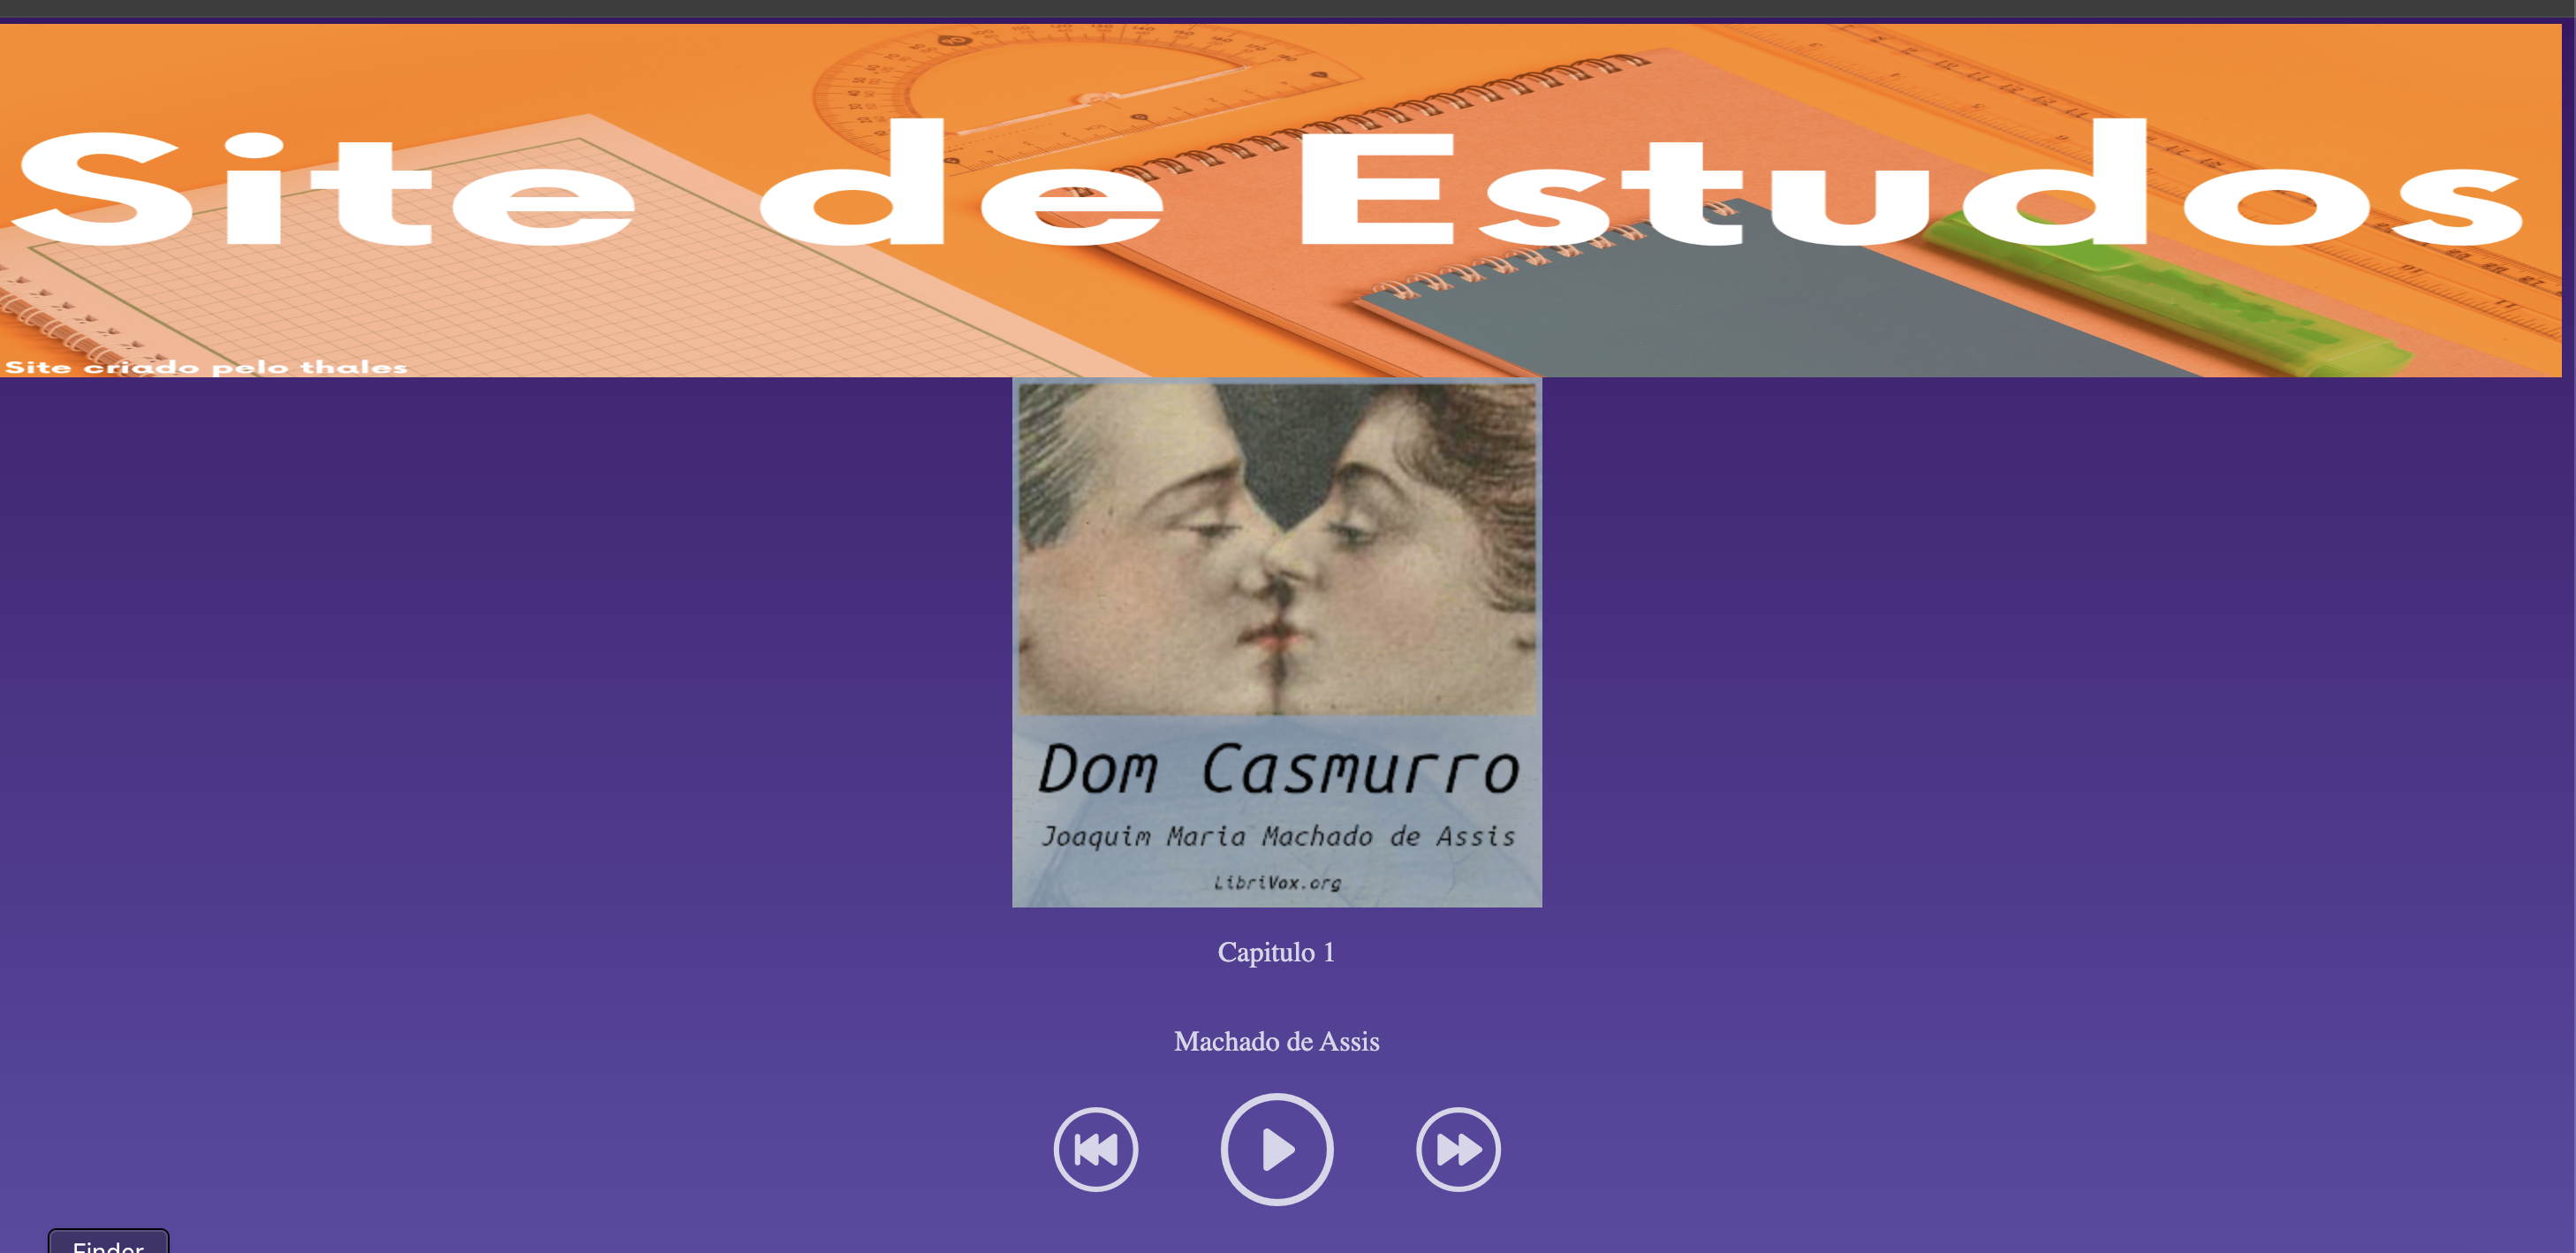 Site de Estudos
Site criado pelo thales
Dom Casmurro
Joaquim Maria Machado de Assis
LibriVox.org
Capitulo 1
Machado de Assis
Finder